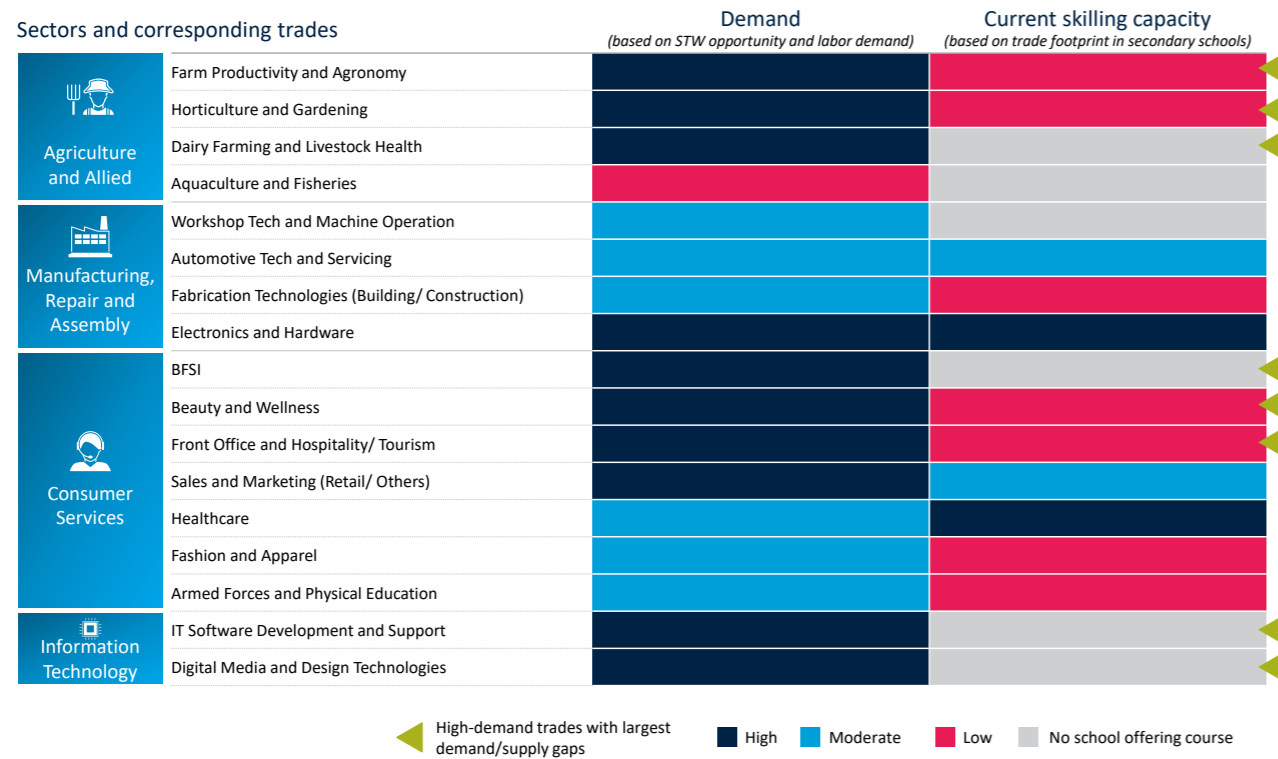 Sectors and corresponding trades
Demand
(based on STW opportunity and labor demand)
Current skilling capacity
(based on trade footprint in secondary schools)
Agriculture
and Allied
Farm Productivity and Agronomy
Horticulture and Gardening
Dairy Farming and Livestock Health
Aquaculture and Fisheries
Manufacturing,
Repair and
Assembly
Workshop Tech and Machine Operation
Automotive Tech and Servicing
Fabrication Technologies (Building/ Construction)
Electronics and Hardware
Consumer
Services
BFSI
Beauty and Wellness
Front Office and Hospitality/ Tourism
Sales and Marketing (Retail/ Others)
Healthcare
Fashion and Apparel
Armed Forces and Physical Education
Information
Technology
IT Software Development and Support
Digital Media and Design Technologies
High-demand trades with largest
demand/supply gaps
High
Moderate
Low
No school offering course